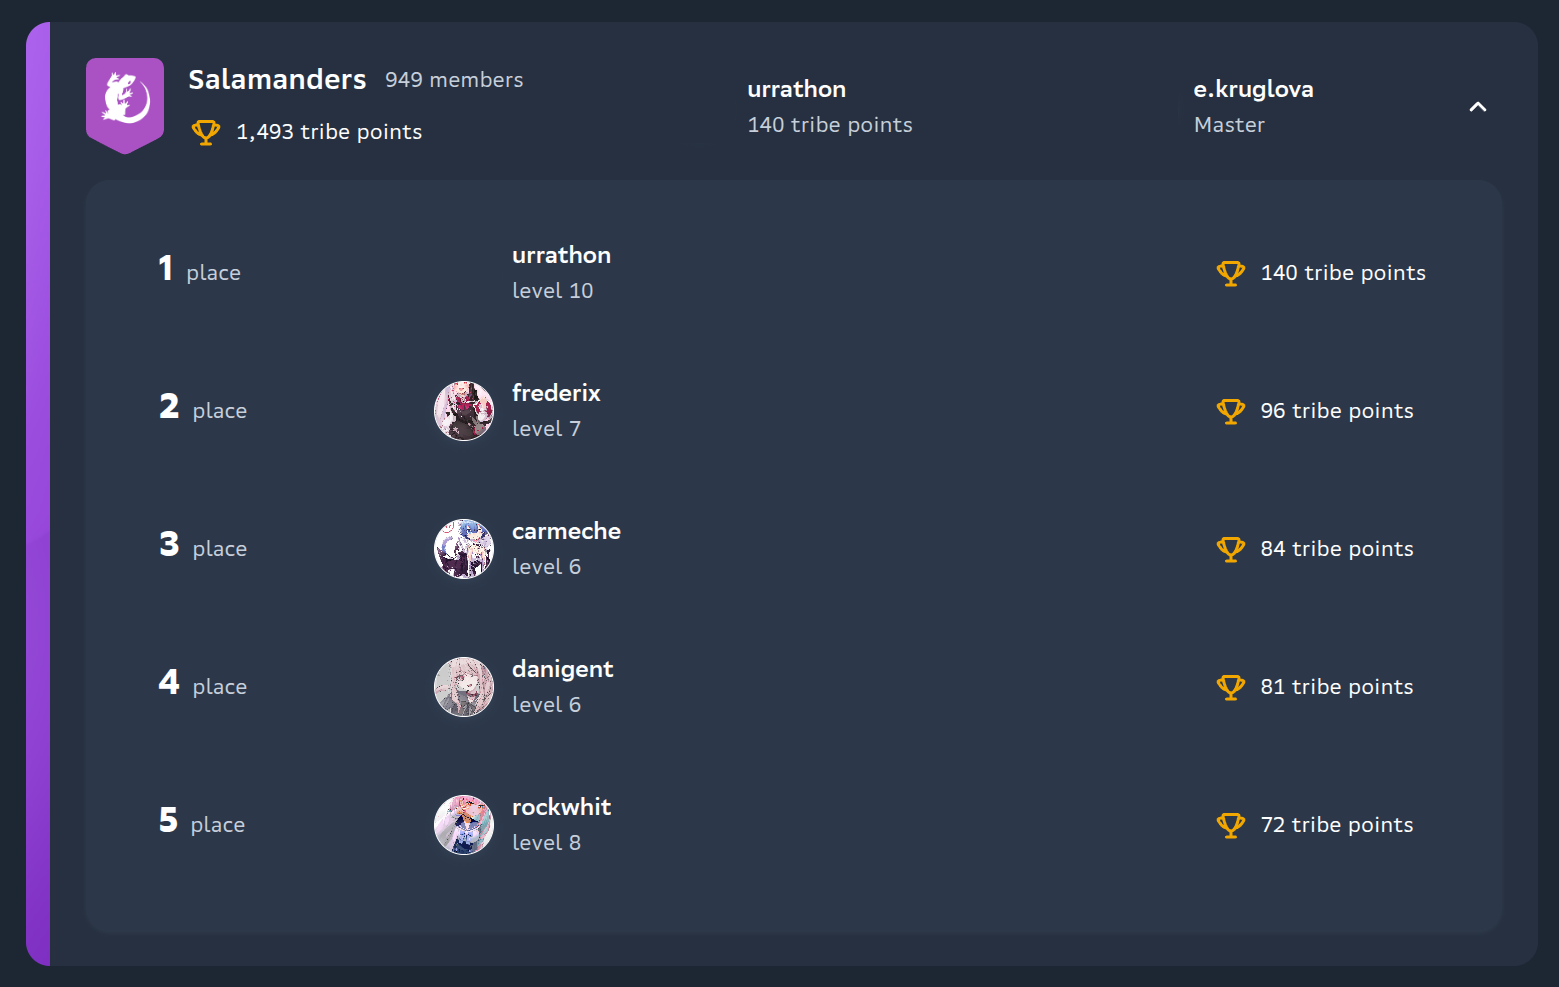 Salamanders 949 members
1,493 tribe points
urrathon
140 tribe points
e.kruglova
Master
1 place
urrathon
level 10
140 tribe points
2 place
frederix
level 7
96 tribe points
3 place
carmeche
level 6
84 tribe points
4 place
danigent
level 6
81 tribe points
5 place
rockwhit
level 8
72 tribe points